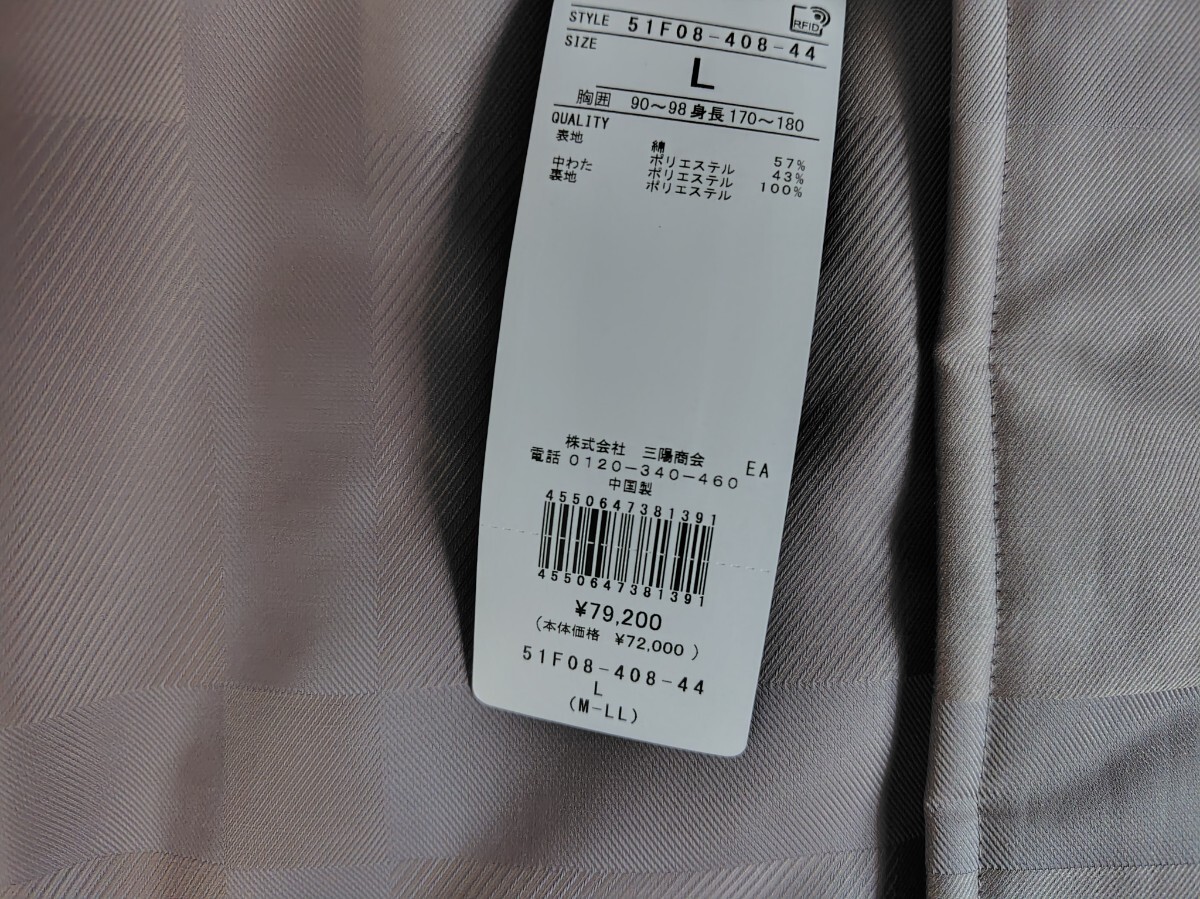 RFID
STYLE 51F08-408-44
SIZE
L
胸囲 90～98 身長 170～180
QUALITY
表地 綿 57%
ポリエステル 43%
中わた ポリエステル 100%
裏地 ポリエステル
株式会社 三陽商会 EA
電話 0120-340-460
中国製
4550647381391
4550647381391
¥79,200
(本体価格 ¥72,000)
51F08-408-44
L
(M-LL)